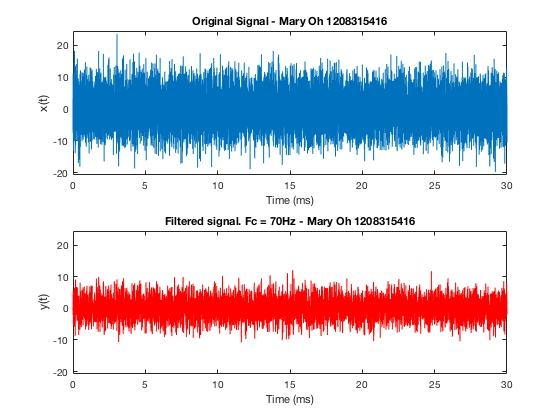 Original Signal - Mary Oh 1208315416
20
10
0
-10
-20
x(t)
0 5 10 15 20 25 30
Time (ms)
Filtered signal. Fc = 70Hz - Mary Oh 1208315416
20
10
0
-10
-20
y(t)
0 5 10 15 20 25 30
Time (ms)